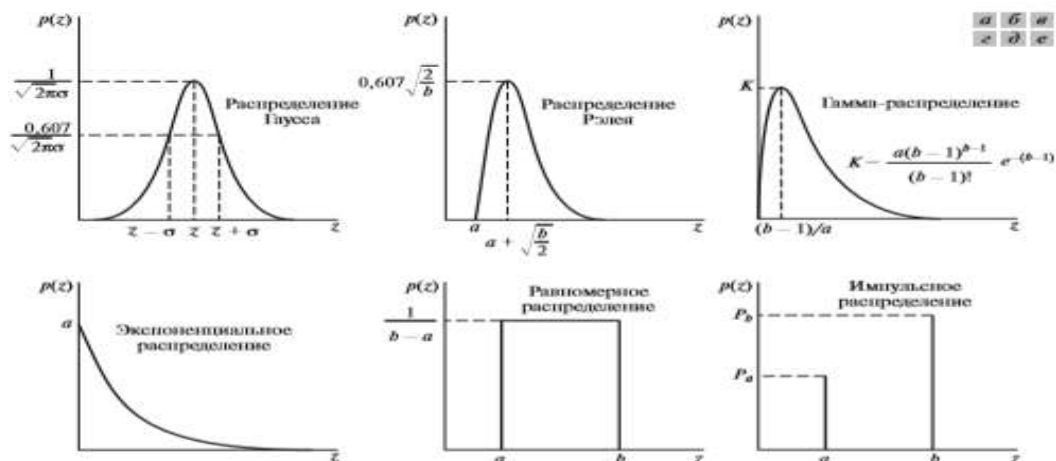 p(z)
1
√2πσ
0,607
√2πσ
Распределение
Гаусса
z̄ − σ z̄ z̄ + σ z
p(z)
0,607 √2/b
Распределение
Рэлея
a
a + √b/2
z
p(z)
K
Гамма-распределение
K − a(b − 1)^b−1 / (b − 1)! e^−(b−1)
(b − 1)/a z
а б в
г д е
p(z)
a
Экспоненциальное
распределение
z
p(z)
1
b − a
Равномерное
распределение
a b z
p(z)
Импульсное
распределение
P_b
P_a
a b z